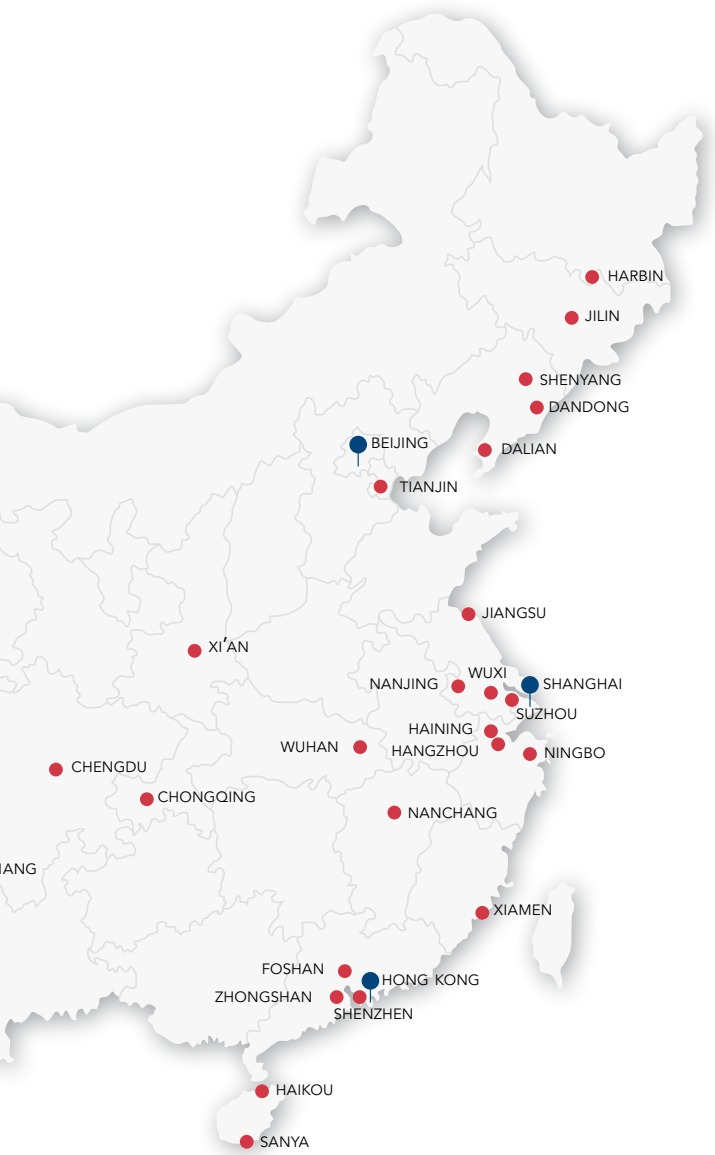 HARBIN
JILIN
SHENYANG
DANDONG
BEIJING
DALIAN
TIANJIN
JIANGSU
XI'AN
WUXI
NANJING
SHANGHAI
SUZHOU
HAINING
WUHAN
HANGZHOU
NINGBO
CHENGDU
CHONGQING
NANCHANG
IANG
XIAMEN
FOSHAN
HONG KONG
ZHONGSHAN
SHENZHEN
HAIKOU
SANYA